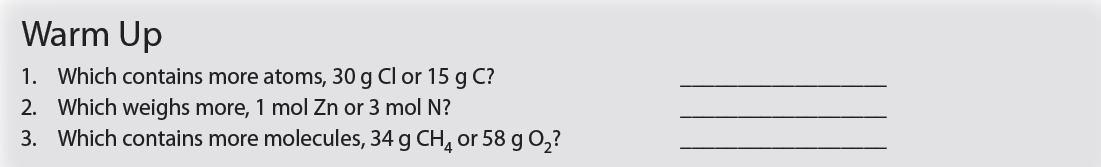 Warm Up
1. Which contains more atoms, 30 g Cl or 15 g C?
2. Which weighs more, 1 mol Zn or 3 mol N?
3. Which contains more molecules, 34 g CH₄ or 58 g O₂?